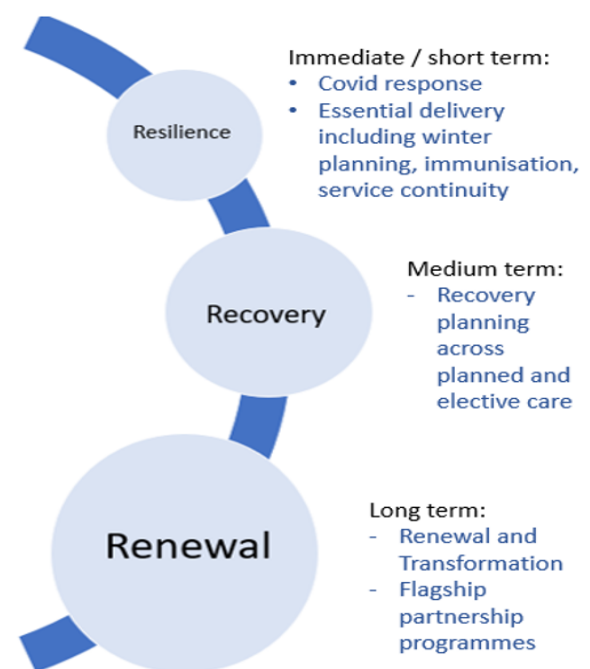 Resilience
Immediate / short term:
• Covid response
• Essential delivery
including winter
planning, immunisation,
service continuity
Recovery
Medium term:
- Recovery
planning
across
planned and
elective care
Renewal
Long term:
- Renewal and
Transformation
- Flagship
partnership
programmes